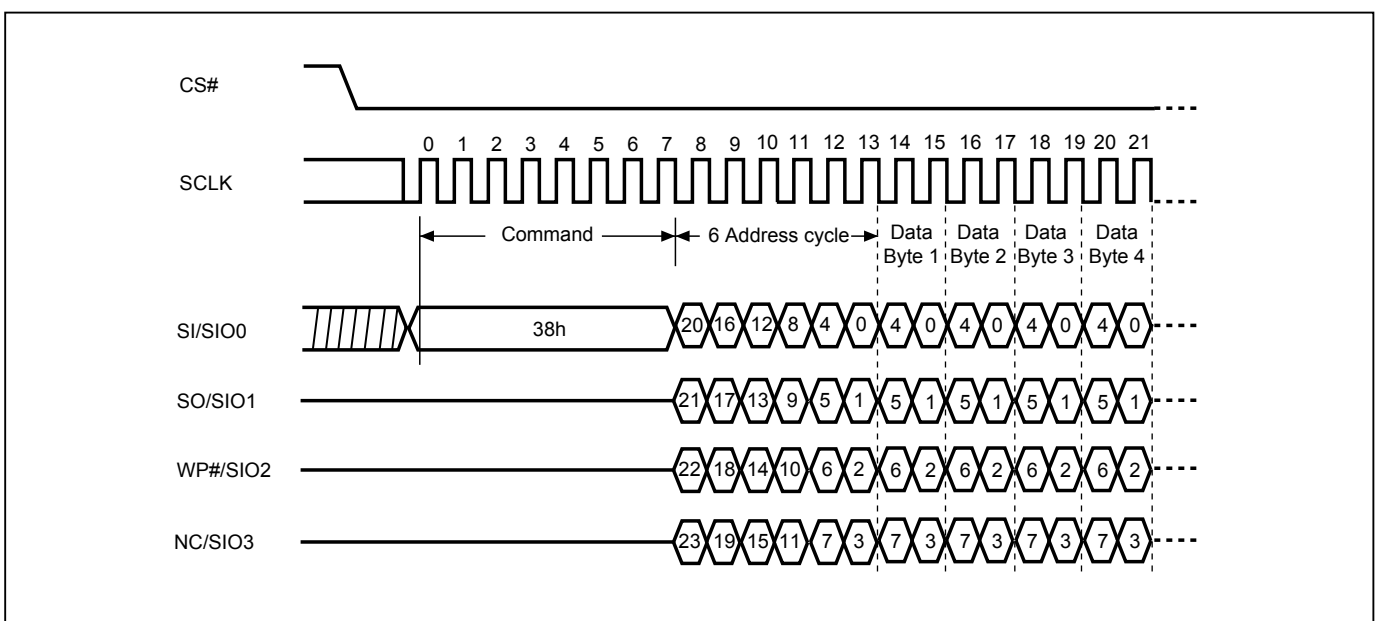 CS#
0 1 2 3 4 5 6 7 8 9 10 11 12 13 14 15 16 17 18 19 20 21
SCLK
Command 6 Address cycle Data Data Data Data
Byte 1 Byte 2 Byte 3 Byte 4
SI/SIO0 38h 20 16 12 8 4 0 4 0 4 0 4 0 4 0
SO/SIO1 21 17 13 9 5 1 5 1 5 1 5 1 5 1
WP#/SIO2 22 18 14 10 6 2 6 2 6 2 6 2 6 2
NC/SIO3 23 19 15 11 7 3 7 3 7 3 7 3 7 3